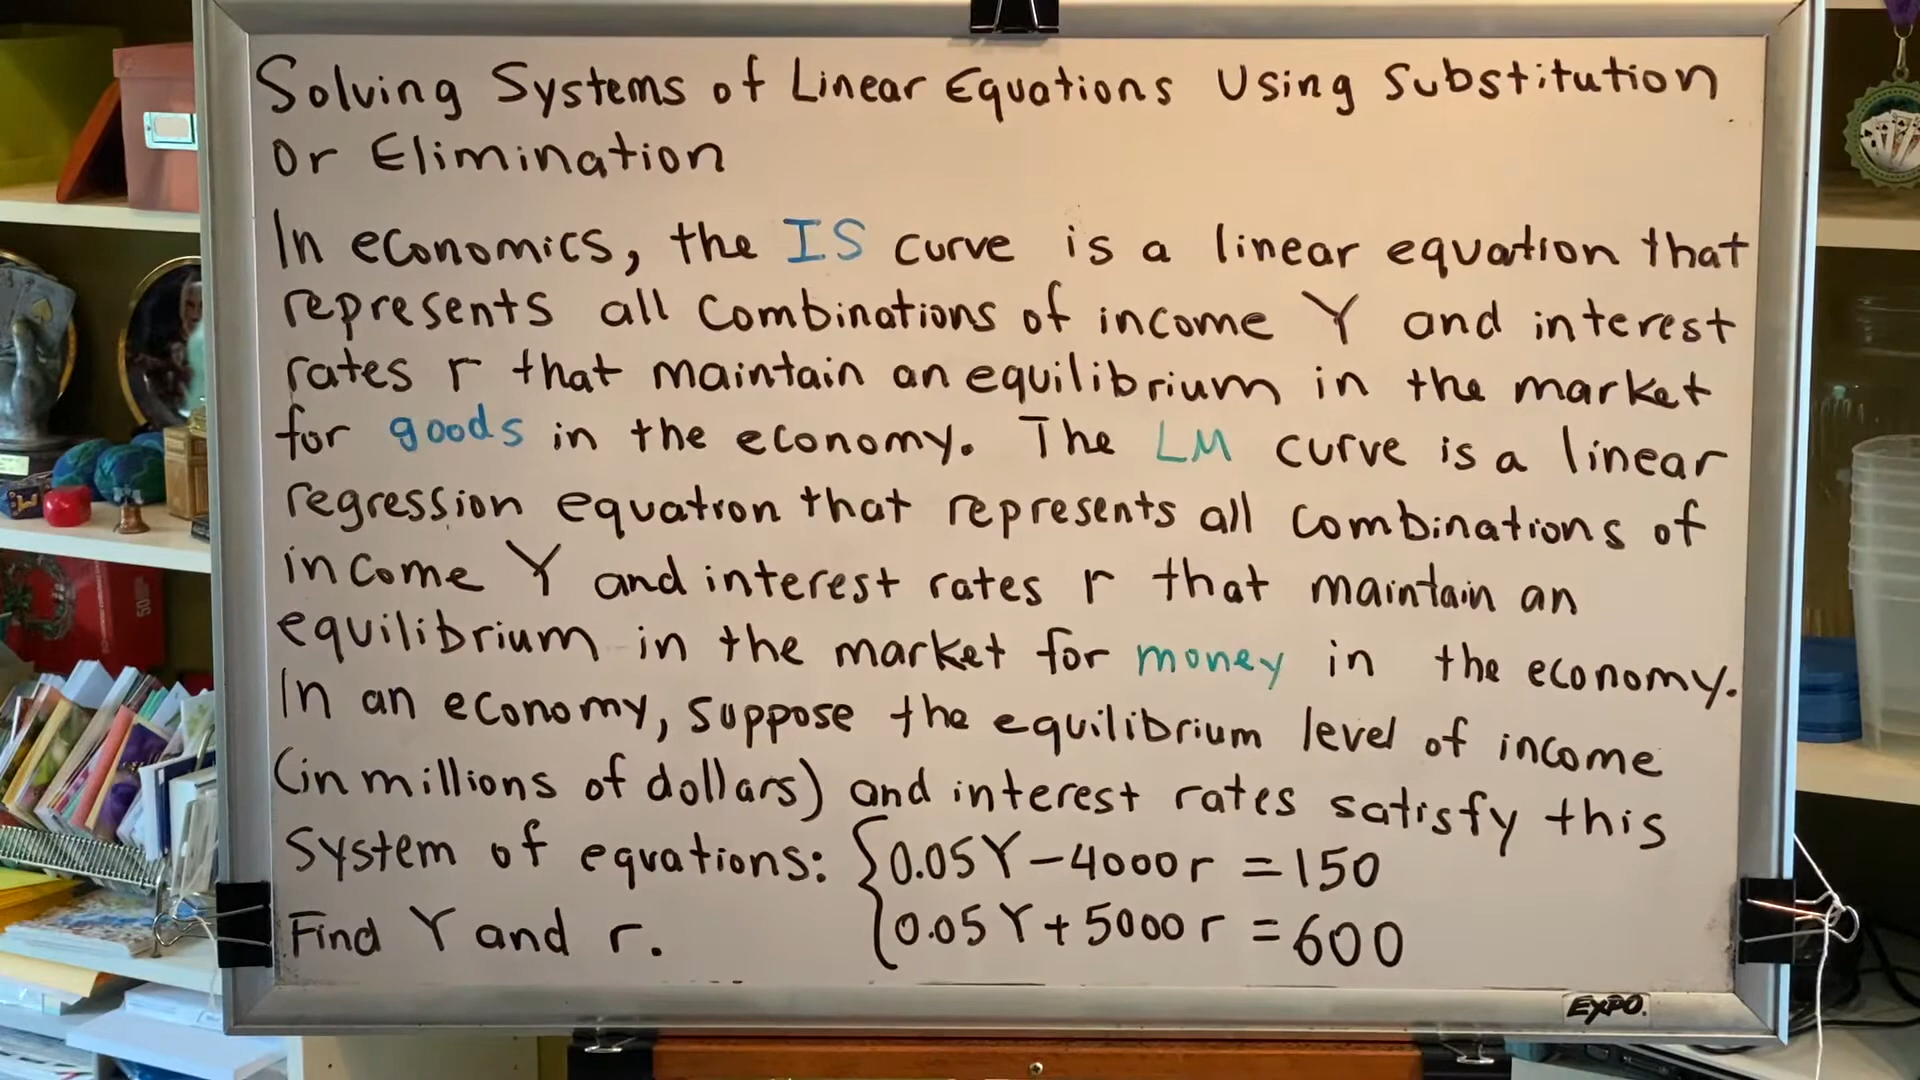 Solving Systems of Linear Equations Using Substitution
Or Elimination
In economics, the IS curve is a linear equation that
represents all combinations of income Y and interest
rates r that maintain an equilibrium in the market
for goods in the economy. The LM curve is a linear
regression equation that represents all combinations of
income Y and interest rates r that maintain an
equilibrium in the market for money in the economy.
In an economy, suppose the equilibrium level of income
(in millions of dollars) and interest rates satisfy this
System of equations: { 0.05Y - 4000r = 150
Find Y and r. 0.05Y + 5000r = 600
EXPO.
50